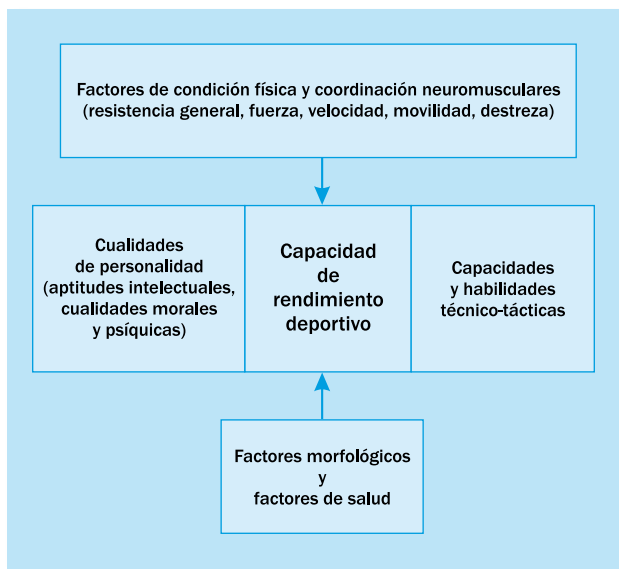 Factores de condición física y coordinación neuromusculares
(resistencia general, fuerza, velocidad, movilidad, destreza)
Cualidades
de personalidad
(aptitudes intelectuales,
cualidades morales
y psíquicas)
Capacidad
de
rendimiento
deportivo
Capacidades
y habilidades
técnico-tácticas
Factores morfológicos
y
factores de salud